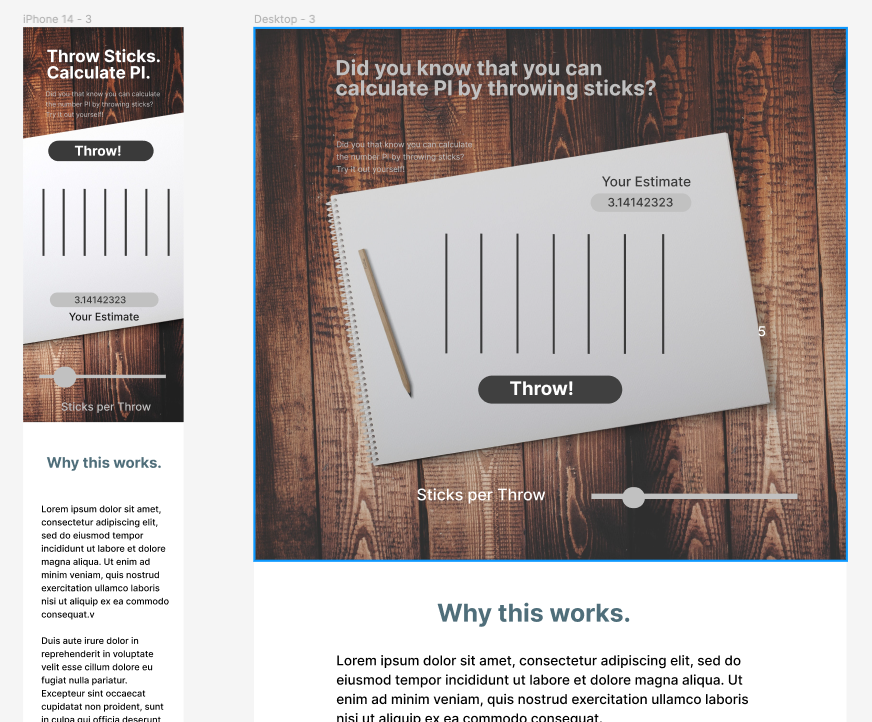 iPhone 14 - 3
Throw Sticks.
Calculate PI.
Did you know that you can calculate
the number PI by throwing sticks?
Try it out yourself!
Throw!
3.14142323
Your Estimate
Sticks per Throw
Why this works.
Lorem ipsum dolor sit amet,
consectetur adipiscing elit,
sed do eiusmod tempor
incididunt ut labore et dolore
magna aliqua. Ut enim ad
minim veniam, quis nostrud
exercitation ullamco laboris
nisi ut aliquip ex ea commodo
consequat.v
Duis aute irure dolor in
reprehenderit in voluptate
velit esse cillum dolore eu
fugiat nulla pariatur.
Excepteur sint occaecat
cupidatat non proident, sunt
in culpa qui officia deserunt
Desktop - 3
Did you know that you can
calculate PI by throwing sticks?
Did you that know you can calculate
the number PI by throwing sticks?
Try it out yourself!
Your Estimate
3.14142323
5
Throw!
Sticks per Throw
Why this works.
Lorem ipsum dolor sit amet, consectetur adipiscing elit, sed do
eiusmod tempor incididunt ut labore et dolore magna aliqua. Ut
enim ad minim veniam, quis nostrud exercitation ullamco laboris
nisi ut aliquip ex ea commodo consequat.